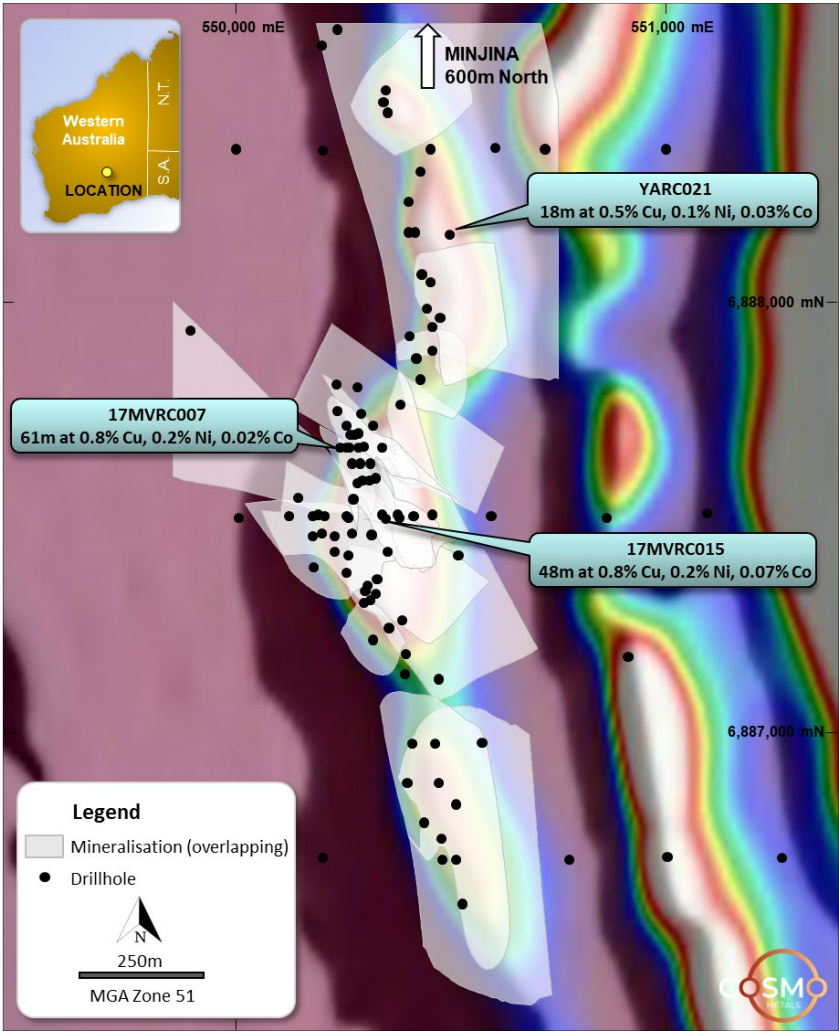 550,000 mE
551,000 mE
MINJINA
600m North
N.T.
Western
Australia
S.A.
LOCATION
YARC021
18m at 0.5% Cu, 0.1% Ni, 0.03% Co
6,888,000 mN
17MVRC007
61m at 0.8% Cu, 0.2% Ni, 0.02% Co
17MVRC015
48m at 0.8% Cu, 0.2% Ni, 0.07% Co
6,887,000 mN
Legend
Mineralisation (overlapping)
Drillhole
N
250m
MGA Zone 51
COSMO
METALS